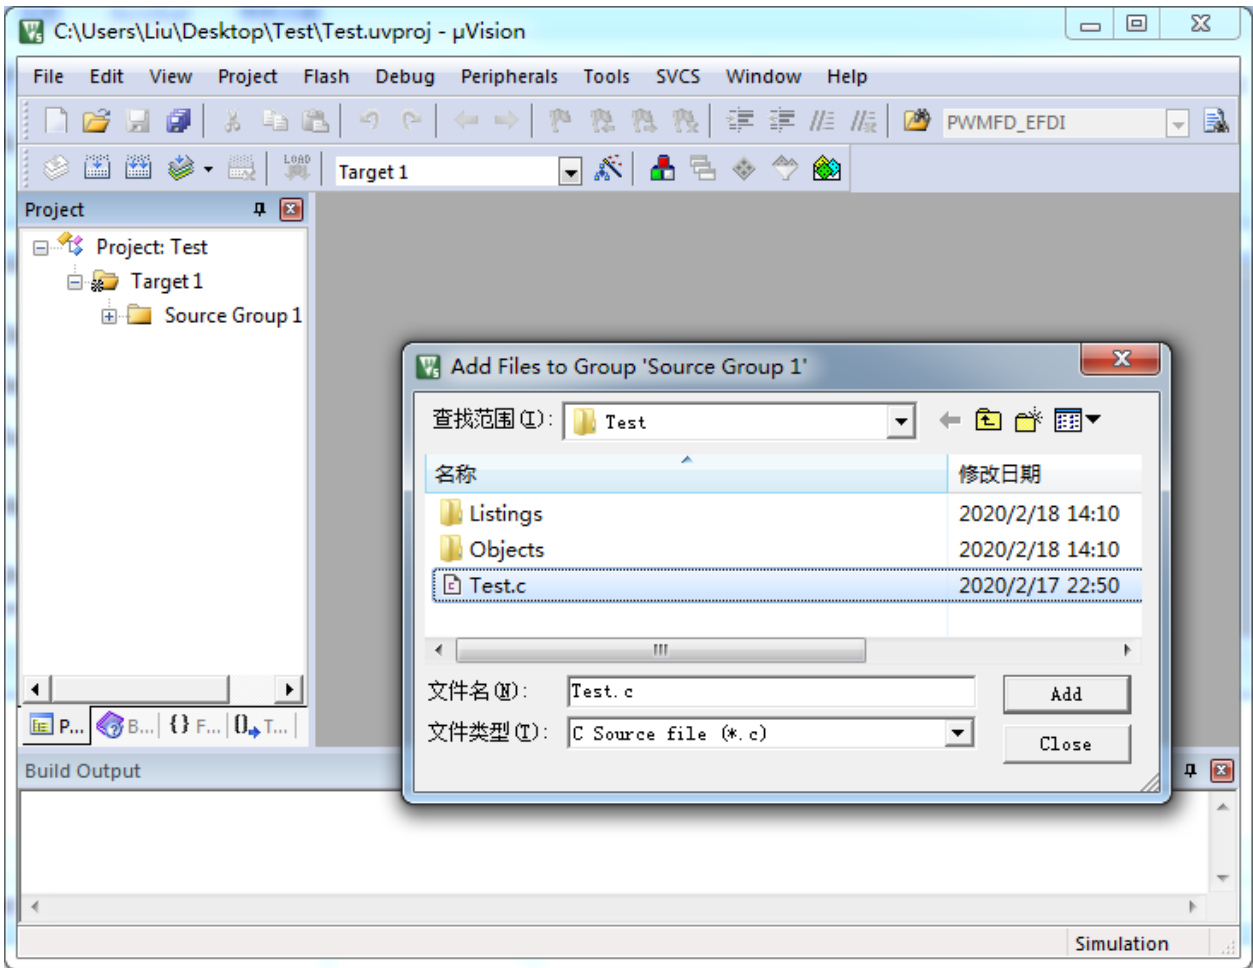 C:\Users\Liu\Desktop\Test\Test.uvproj - µVision
File Edit View Project Flash Debug Peripherals Tools SVCS Window Help
PWMFD_EFDI
LOAD
Target 1
Project
Project: Test
Target 1
Source Group 1
Add Files to Group 'Source Group 1'
查找范围(I): Test
名称 修改日期
Listings 2020/2/18 14:10
Objects 2020/2/18 14:10
Test.c 2020/2/17 22:50
文件名(N): Test.c Add
文件类型(T): C Source file (*.c) Close
P... B... {} F... 0 T...
Build Output
Simulation